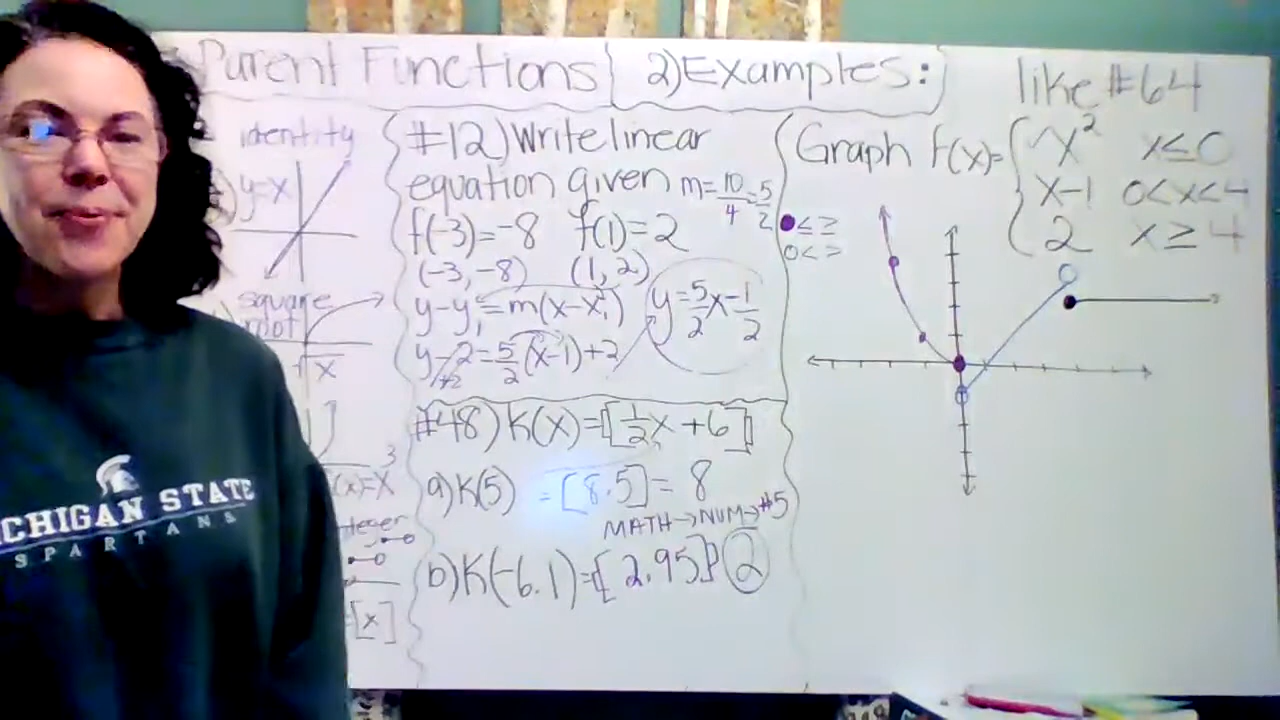 Parent Functions
2) Examples:
like #64
identity
y=x
square
root
√x
3
(x)=x
[x]
#12) Write linear
equation given m=10/4=5/2
f(-3)=-8 f(1)=2
(-3,-8) (1,2)
y-y₁=m(x-x₁)
y-2=5/2(x-1)+2
+2
y=5/2x-1/2
#48) K(x)=[[1/2x+6]]
a) K(5) =[8.5]=8
MATH→NUM→#5
b) K(-6.1)=[[2.95]] 2
Graph f(x)={
x² x≤0
x-1 0<x<4
2 x≥4
●≤≥
○<>
MICHIGAN STATE
SPARTANS